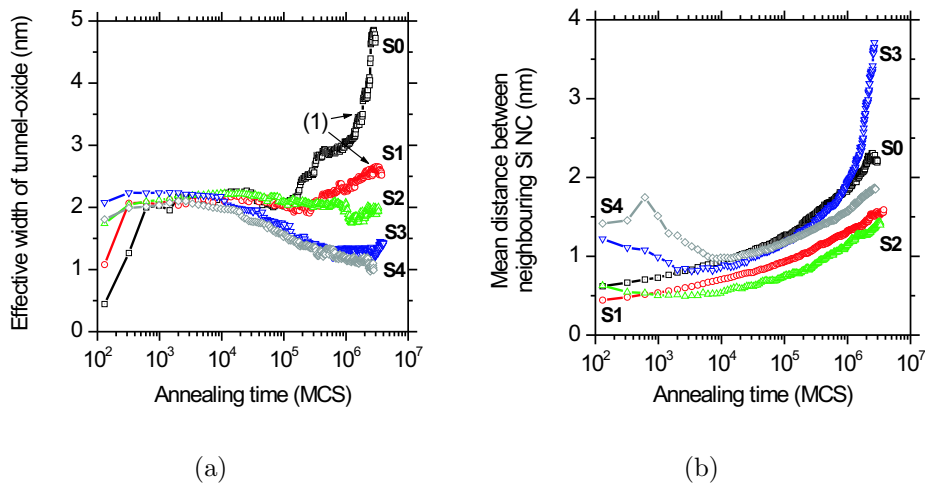 Effective width of tunnel-oxide (nm)
5
4
3
2
1
0
S0
(1)
S1
S2
S3
S4
10² 10³ 10⁴ 10⁵ 10⁶ 10⁷
Annealing time (MCS)
(a)
Mean distance between
neighbouring Si NC (nm)
4
3
2
1
0
S3
S0
S4
S2
S1
10² 10³ 10⁴ 10⁵ 10⁶ 10⁷
Annealing time (MCS)
(b)